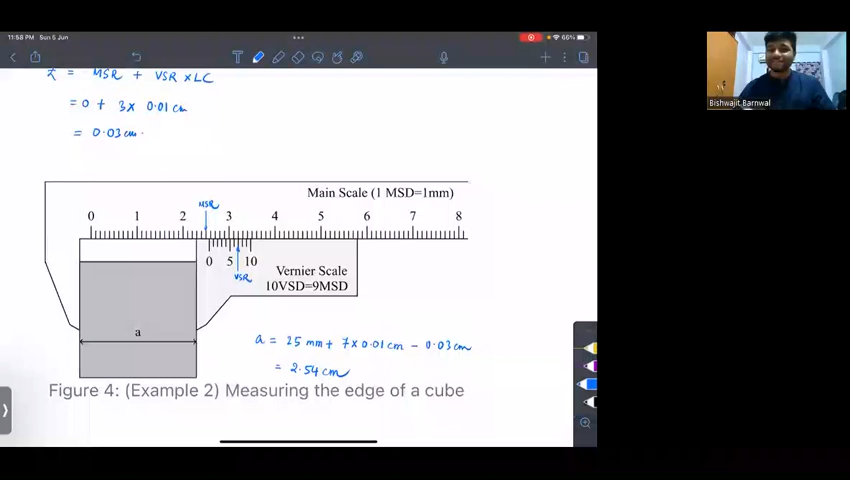 11:58 PM Sun 5 Jun
66%
T
= MSR + VSR × LC
= 0 + 3 × 0.01 cm
= 0.03 cm.
Main Scale (1 MSD=1mm)
MSR
0 1 2 3 4 5 6 7 8
0 5 10
VSR
Vernier Scale
10VSD=9MSD
a
a = 25 mm + 7 × 0.01 cm - 0.03 cm
= 2.54 cm
Figure 4: (Example 2) Measuring the edge of a cube
Bishwajit Barnwal